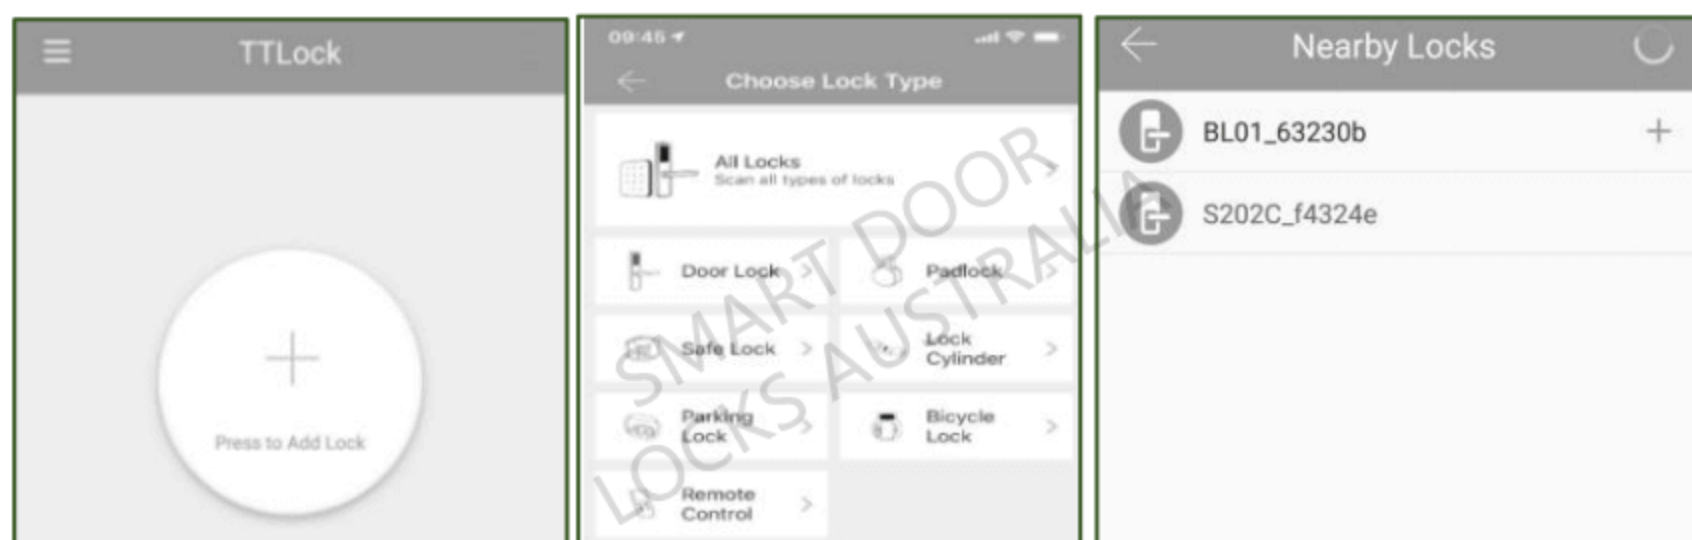 TTLock
Press to Add Lock
09:45
Choose Lock Type
All Locks
Scan all types of locks
Door Lock
Padlock
Safe Lock
Lock
Cylinder
Parking
Lock
Bicycle
Lock
Remote
Control
Nearby Locks
BL01_63230b
S202C_f4324e
SMART DOOR
LOCKS AUSTRALIA